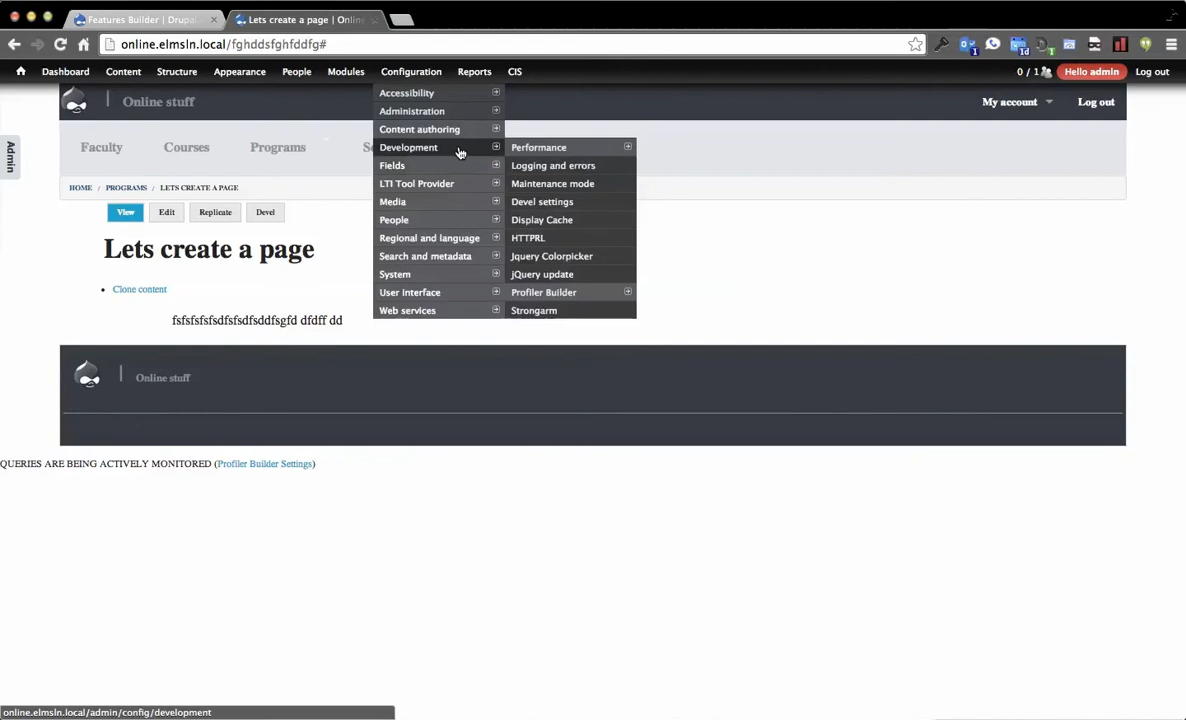 Features Builder | Drupal
Lets create a page | Online
online.elmsln.local/fghddsfghfddfg#
Dashboard Content Structure Appearance People Modules Configuration Reports CIS 0 / 1 Hello admin Log out
Online stuff
My account Log out
Admin
Faculty Courses Programs
HOME / PROGRAMS / LETS CREATE A PAGE
View Edit Replicate Devel
Lets create a page
Clone content
fsfsfsfsfsdfsfsdfsdsddfsgfd dfdff dd
Accessibility
Administration
Content authoring
Development
Fields
LTI Tool Provider
Media
People
Regional and language
Search and metadata
System
User interface
Web services
Performance
Logging and errors
Maintenance mode
Devel settings
Display Cache
HTTPRL
Jquery Colorpicker
jQuery update
Profiler Builder
Strongarm
Online stuff
QUERIES ARE BEING ACTIVELY MONITORED (Profiler Builder Settings)
online.elmsln.local/admin/config/development